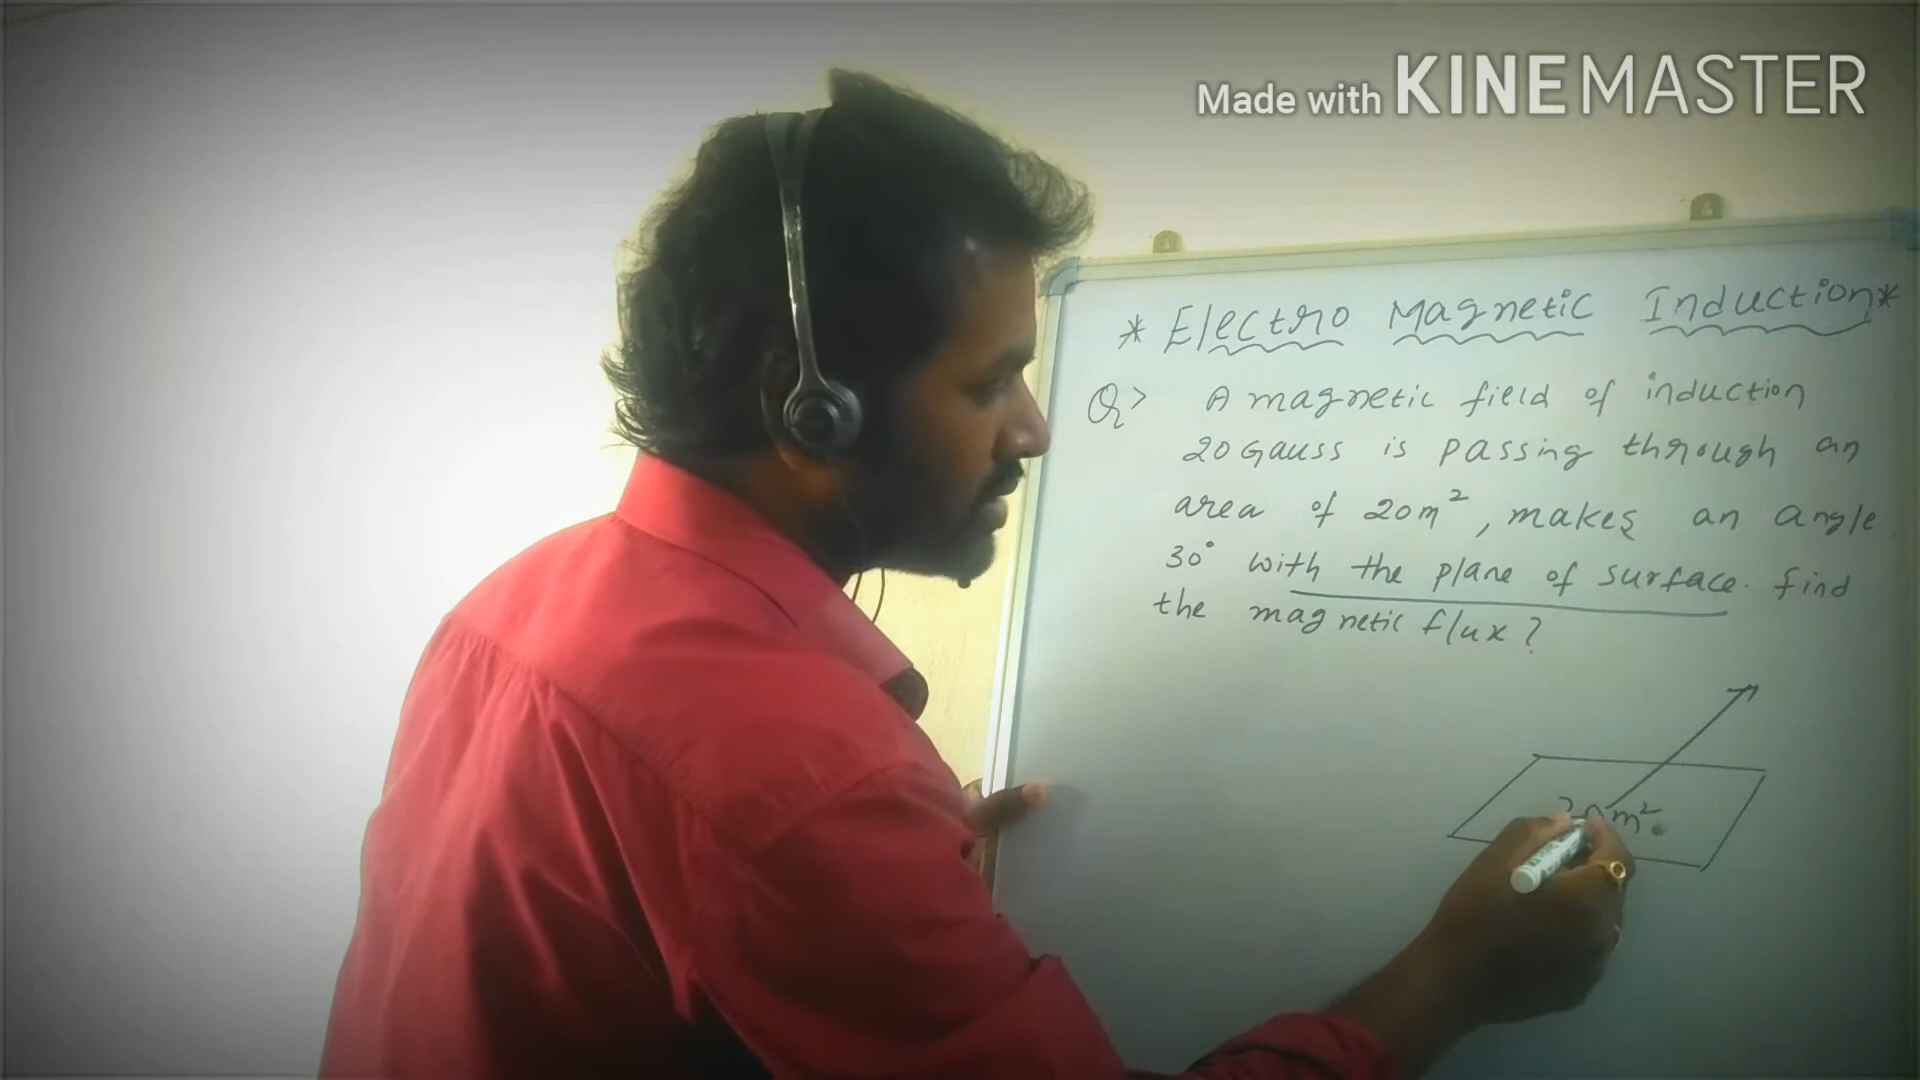 Made with KINEMASTER
* Electro Magnetic Induction *
Q> A magnetic field of induction
20 Gauss is passing through an
area of 20m², makes an angle
30° with the plane of surface. find
the magnetic flux?
20m²